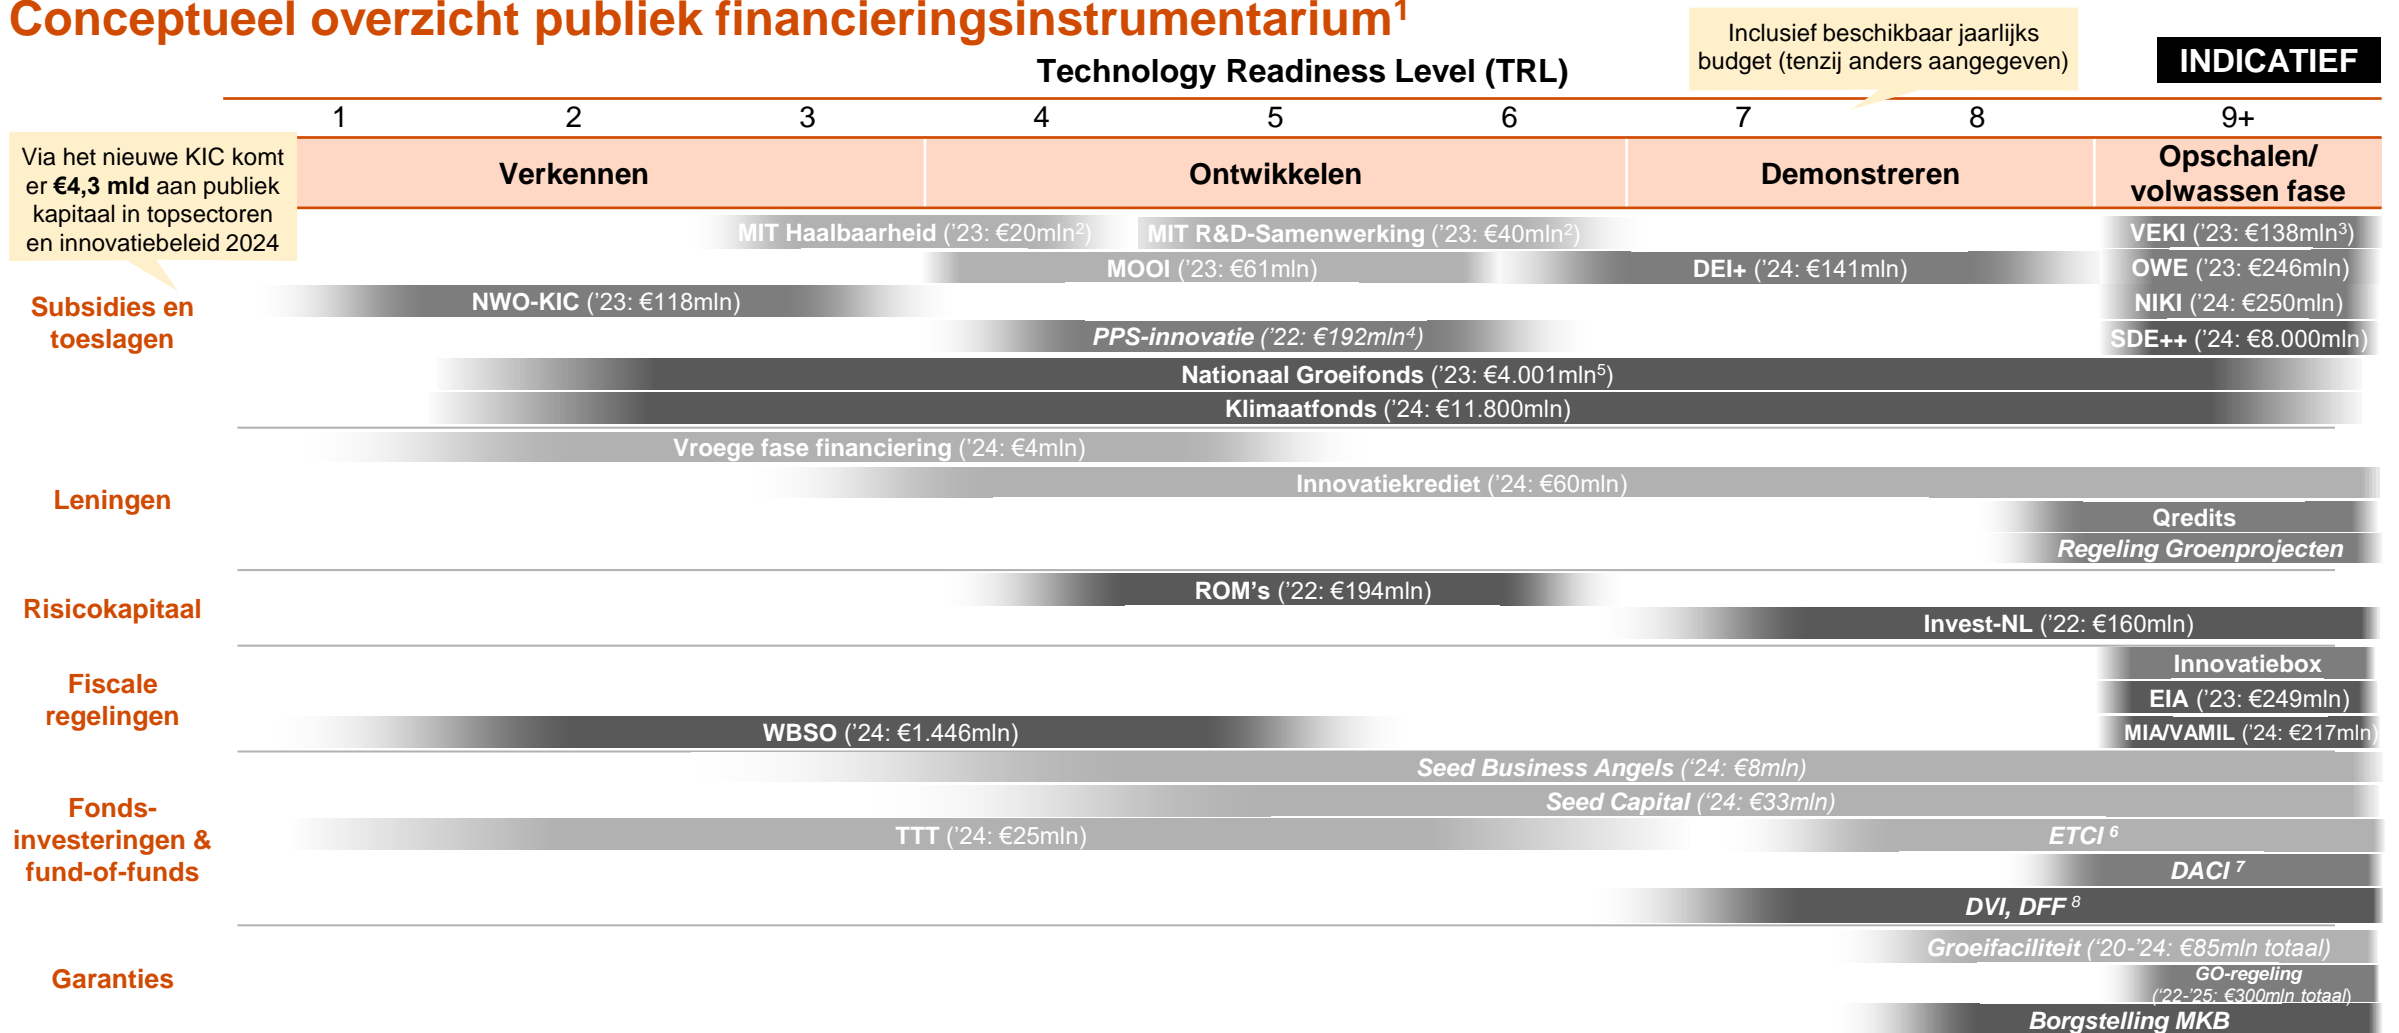 Conceptueel overzicht publiek financieringsinstrumentarium¹
Inclusief beschikbaar jaarlijks
budget (tenzij anders aangegeven)
INDICATIEF
Technology Readiness Level (TRL)
1 2 3 4 5 6 7 8 9+
Via het nieuwe KIC komt
er €4,3 mld aan publiek
kapitaal in topsectoren
en innovatiebeleid 2024
Verkennen
Ontwikkelen
Demonstreren
Opschalen/
volwassen fase
Subsidies en
toeslagen
MIT Haalbaarheid ('23: €20mln²)
MIT R&D-Samenwerking ('23: €40mln²)
VEKI ('23: €138mln³)
MOOI ('23: €61mln)
DEI+ ('24: €141mln)
OWE ('23: €246mln)
NWO-KIC ('23: €118mln)
NIKI ('24: €250mln)
PPS-innovatie ('22: €192mln⁴)
SDE++ ('24: €8.000mln)
Nationaal Groeifonds ('23: €4.001mln⁵)
Klimaatfonds ('24: €11.800mln)
Leningen
Vroege fase financiering ('24: €4mln)
Innovatiekrediet ('24: €60mln)
Qredits
Regeling Groenprojecten
Risicokapitaal
ROM's ('22: €194mln)
Invest-NL ('22: €160mln)
Fiscale
regelingen
Innovatiebox
EIA ('23: €249mln)
WBSO ('24: €1.446mln)
MIA/VAMIL ('24: €217mln)
Fonds-
investeringen &
fund-of-funds
Seed Business Angels ('24: €8mln)
Seed Capital ('24: €33mln)
TTT ('24: €25mln)
ETCI ⁶
DACI ⁷
DVI, DFF ⁸
Garanties
Groeifaciliteit ('20-'24: €85mln totaal)
GO-regeling
('22-'25: €300mln totaal)
Borgstelling MKB